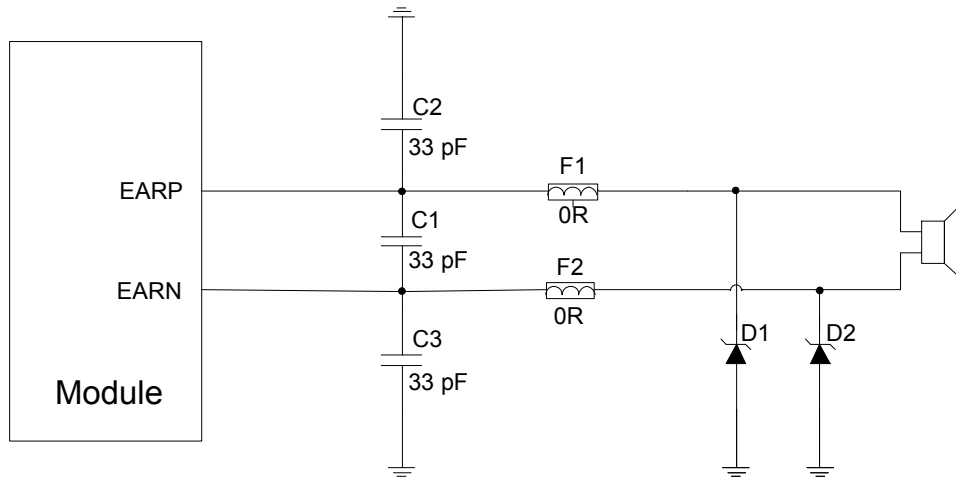 C2
33 pF
F1
EARP
0R
C1
33 pF
F2
EARN
0R
C3
D1
D2
33 pF
Module